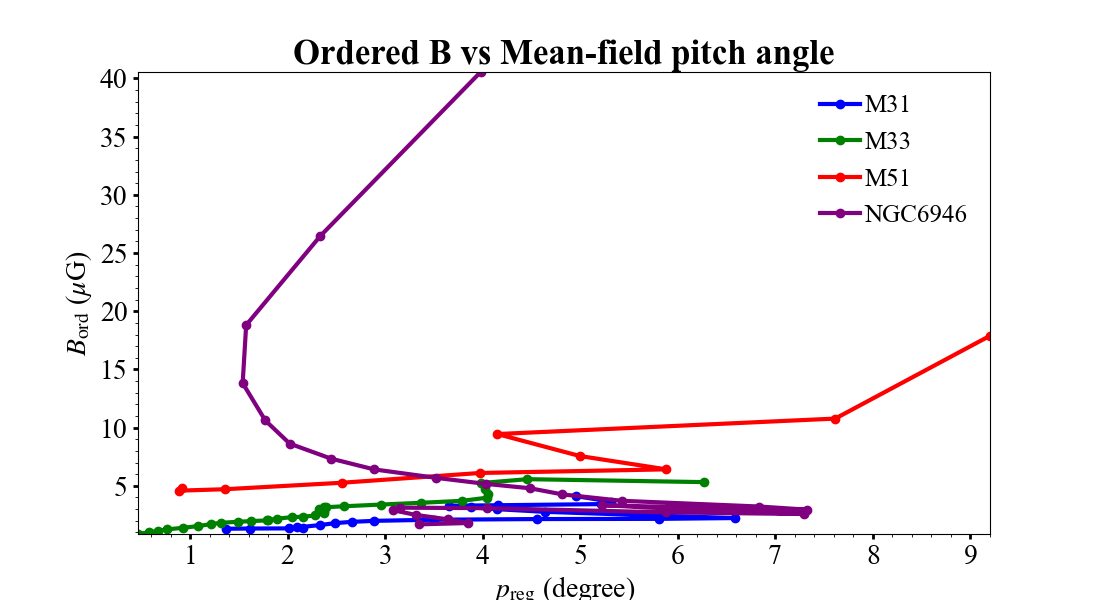 Ordered B vs Mean-field pitch angle
40
35
30
25
20
15
10
5
B_ord (μG)
M31
M33
M51
NGC6946
1 2 3 4 5 6 7 8 9
p_reg (degree)